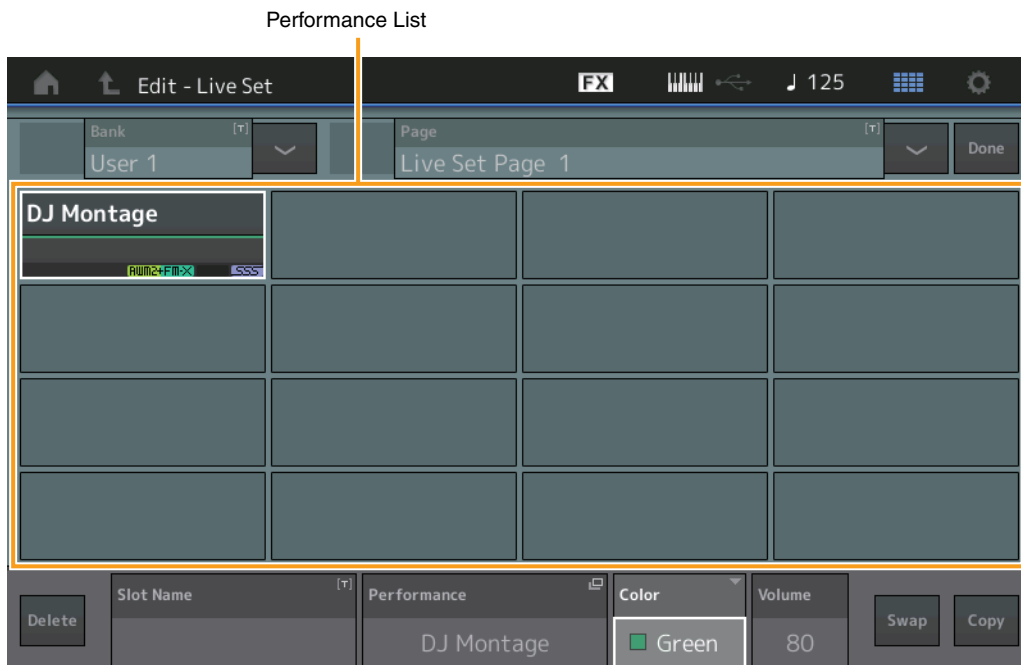 Performance List
Edit - Live Set
FX
125
Bank
[T]
User 1
Page
[T]
Live Set Page 1
Done
DJ Montage
AWM2+FM-X
SSS
Delete
Slot Name
[T]
Performance
DJ Montage
Color
Green
Volume
80
Swap
Copy